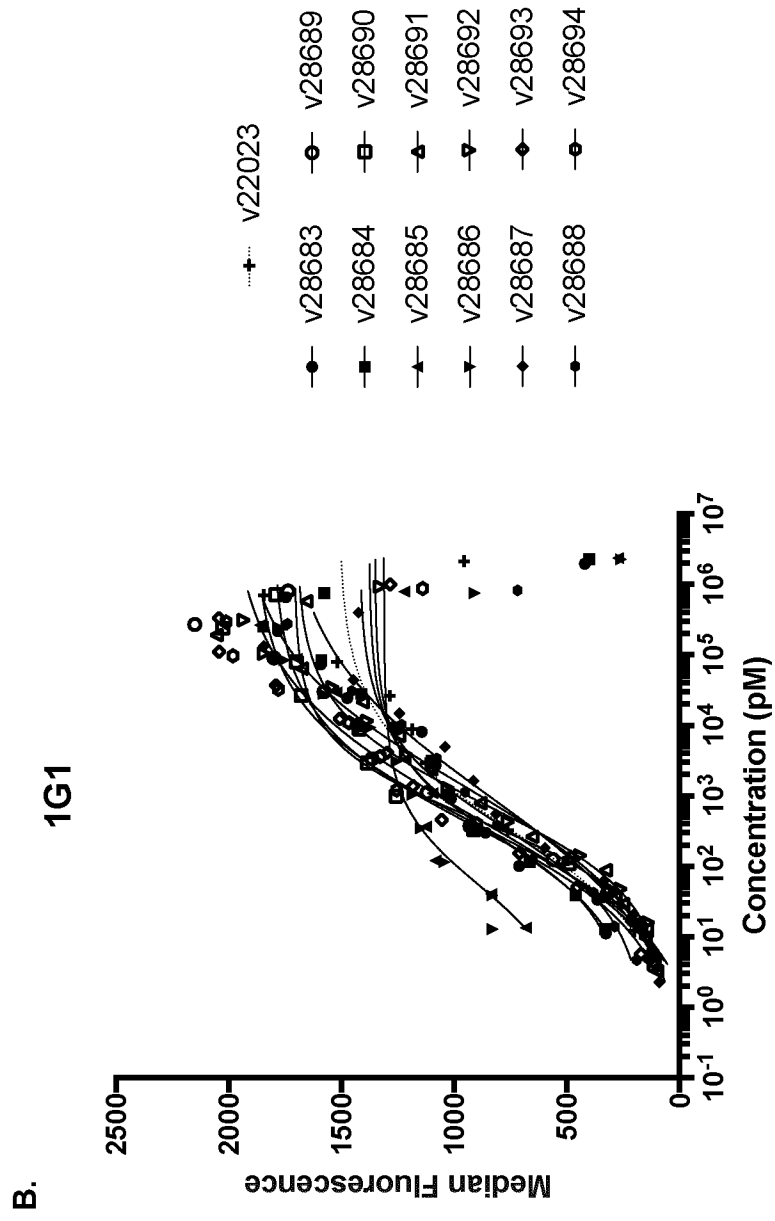 B.
1G1
Median Fluorescence
2500
2000
1500
1000
500
0
10⁻¹ 10⁰ 10¹ 10² 10³ 10⁴ 10⁵ 10⁶ 10⁷
Concentration (pM)
v22023
v28683 v28689
v28684 v28690
v28685 v28691
v28686 v28692
v28687 v28693
v28688 v28694